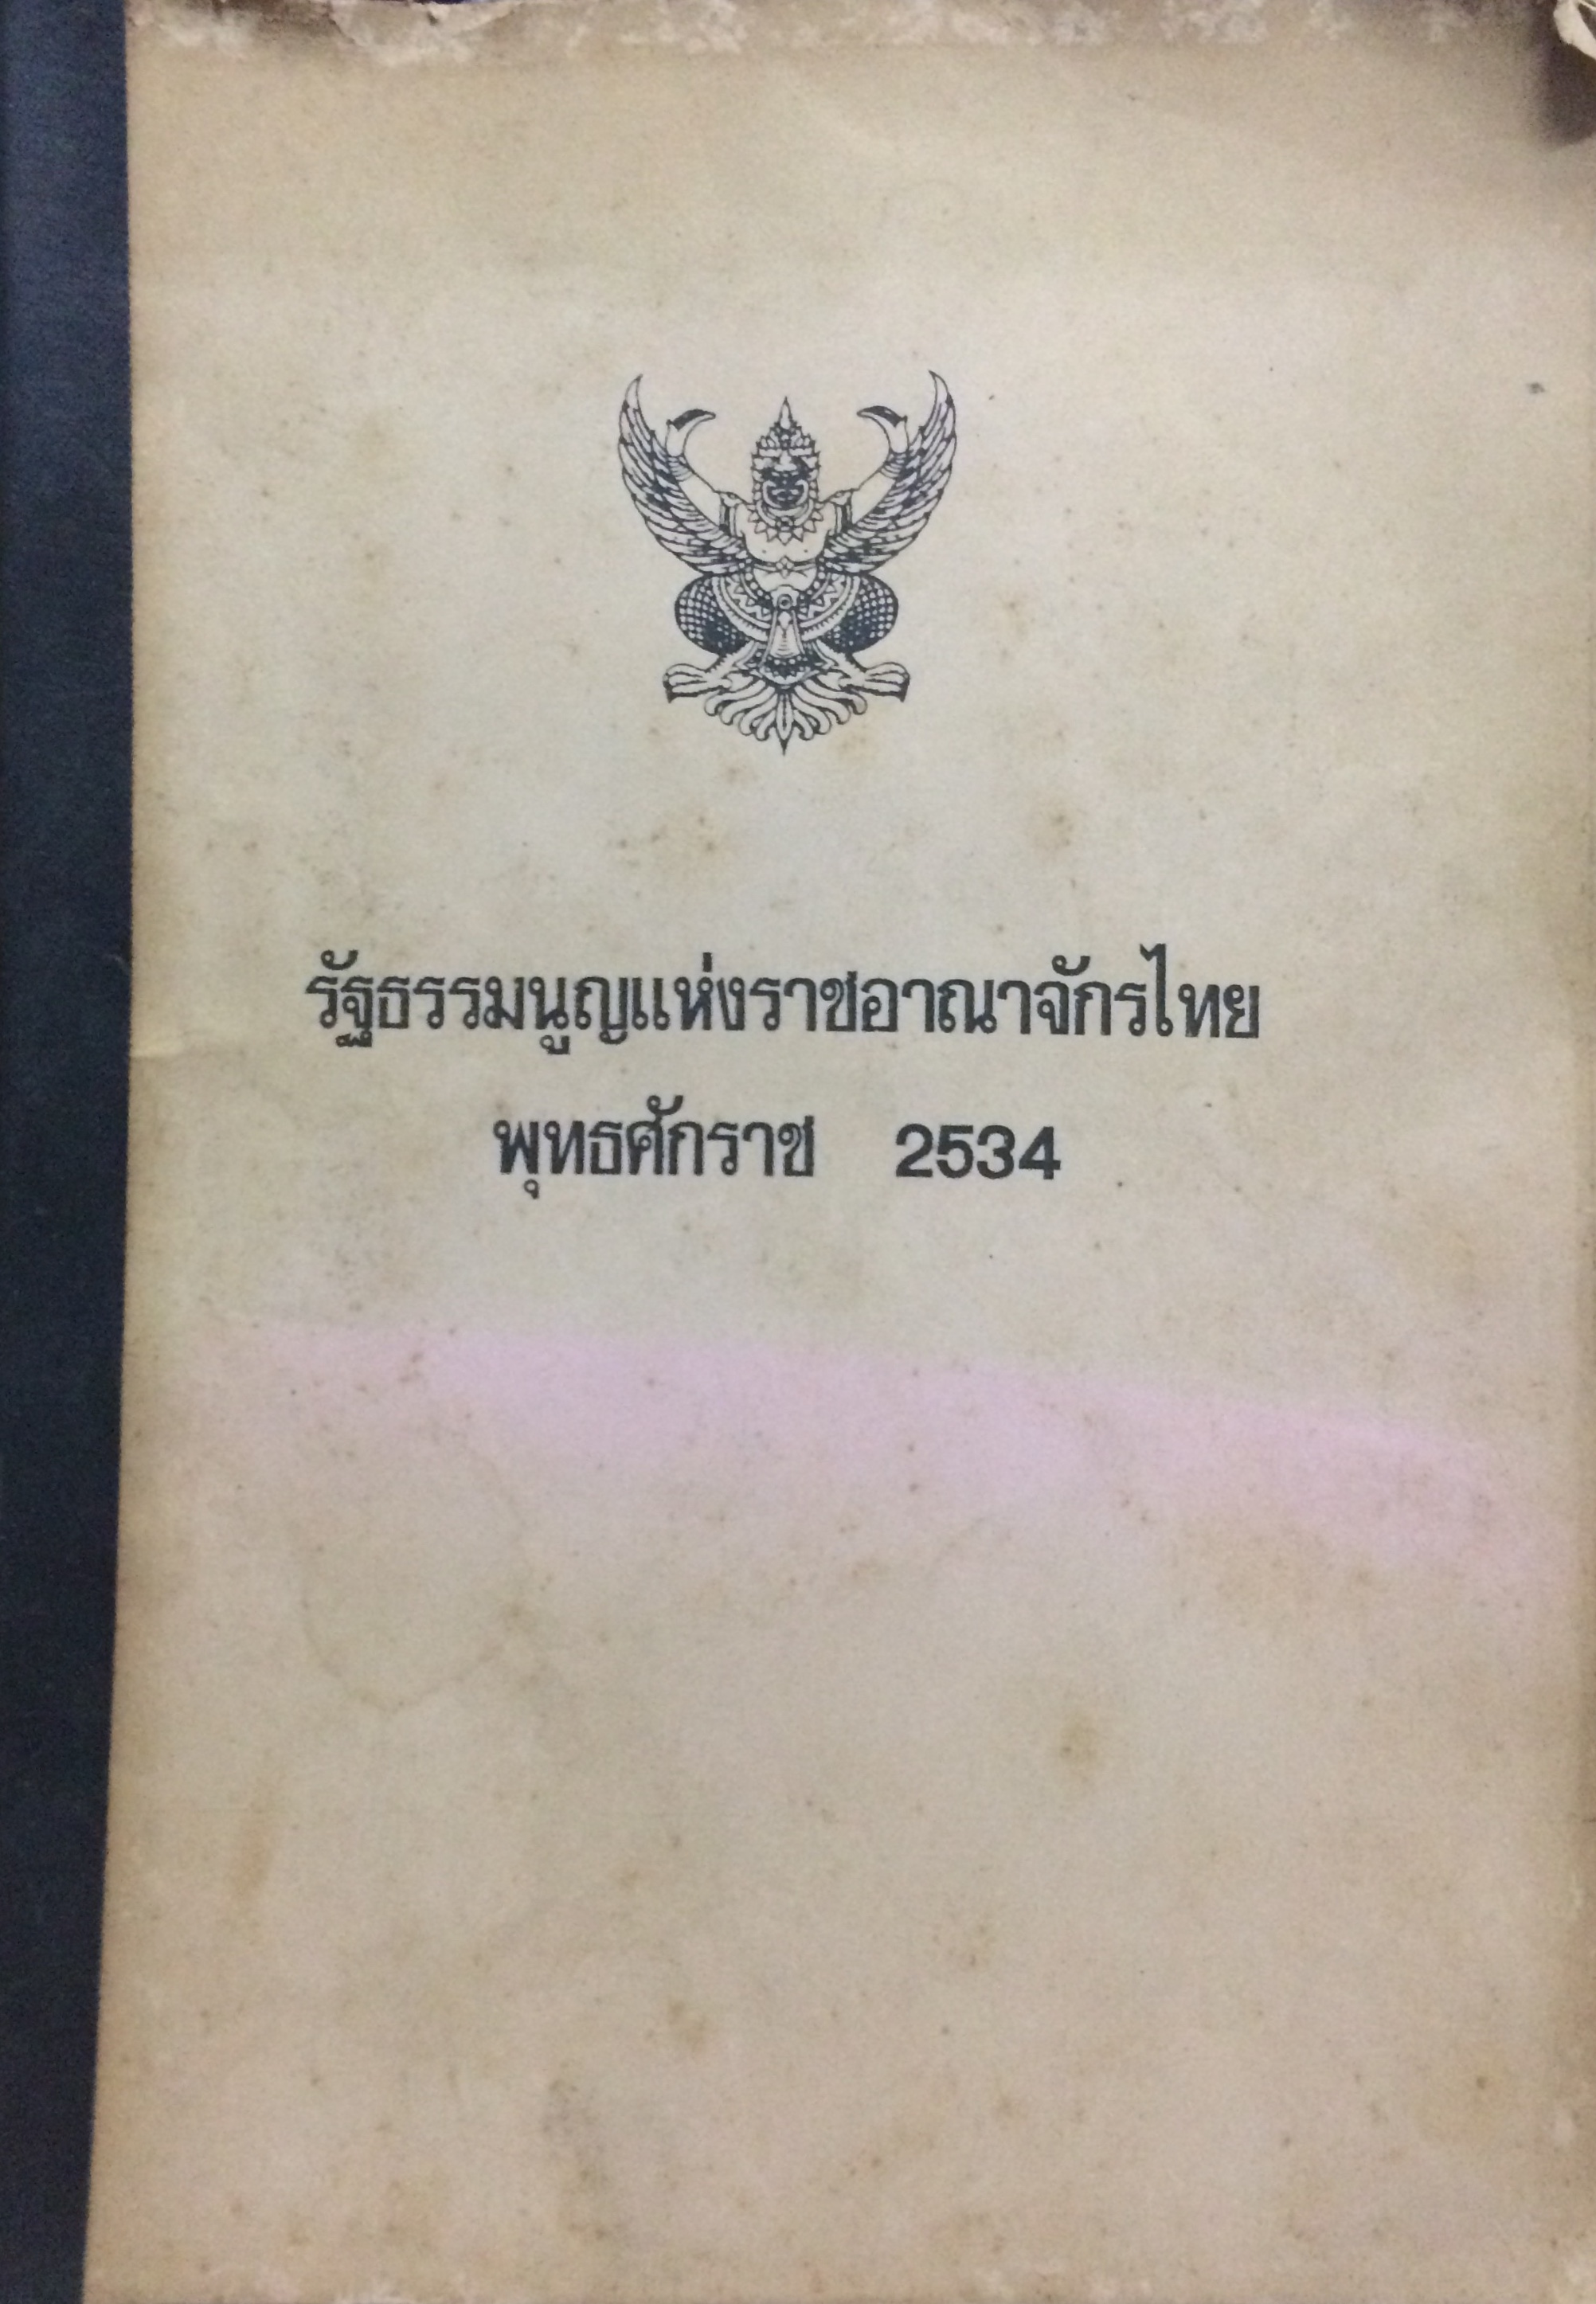 รัฐธรรมนูญแห่งราชอาณาจักรไทย
พุทธศักราช 2534